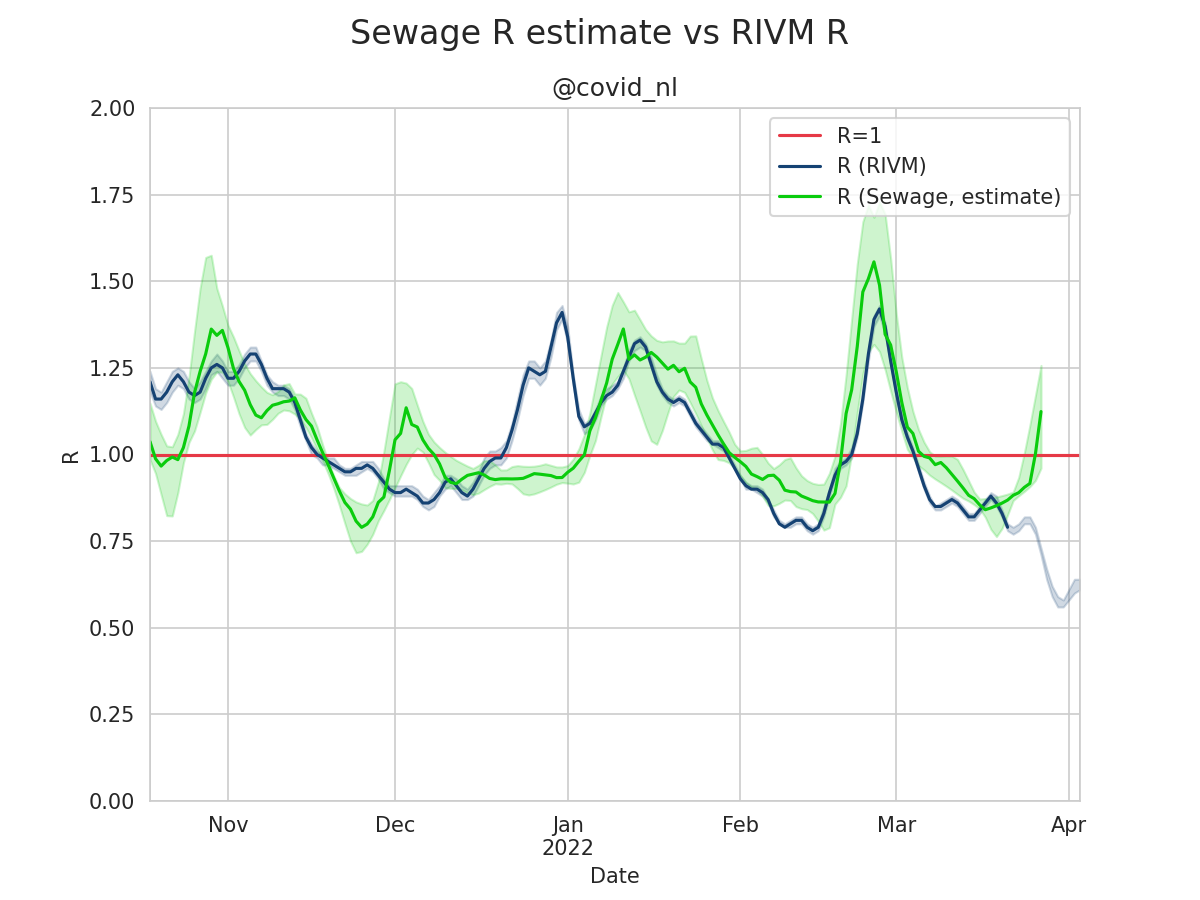 Sewage R estimate vs RIVM R
@covid_nl
2.00
1.75
1.50
1.25
1.00
0.75
0.50
0.25
0.00
R
R=1
R (RIVM)
R (Sewage, estimate)
Nov Dec Jan Feb Mar Apr
2022
Date